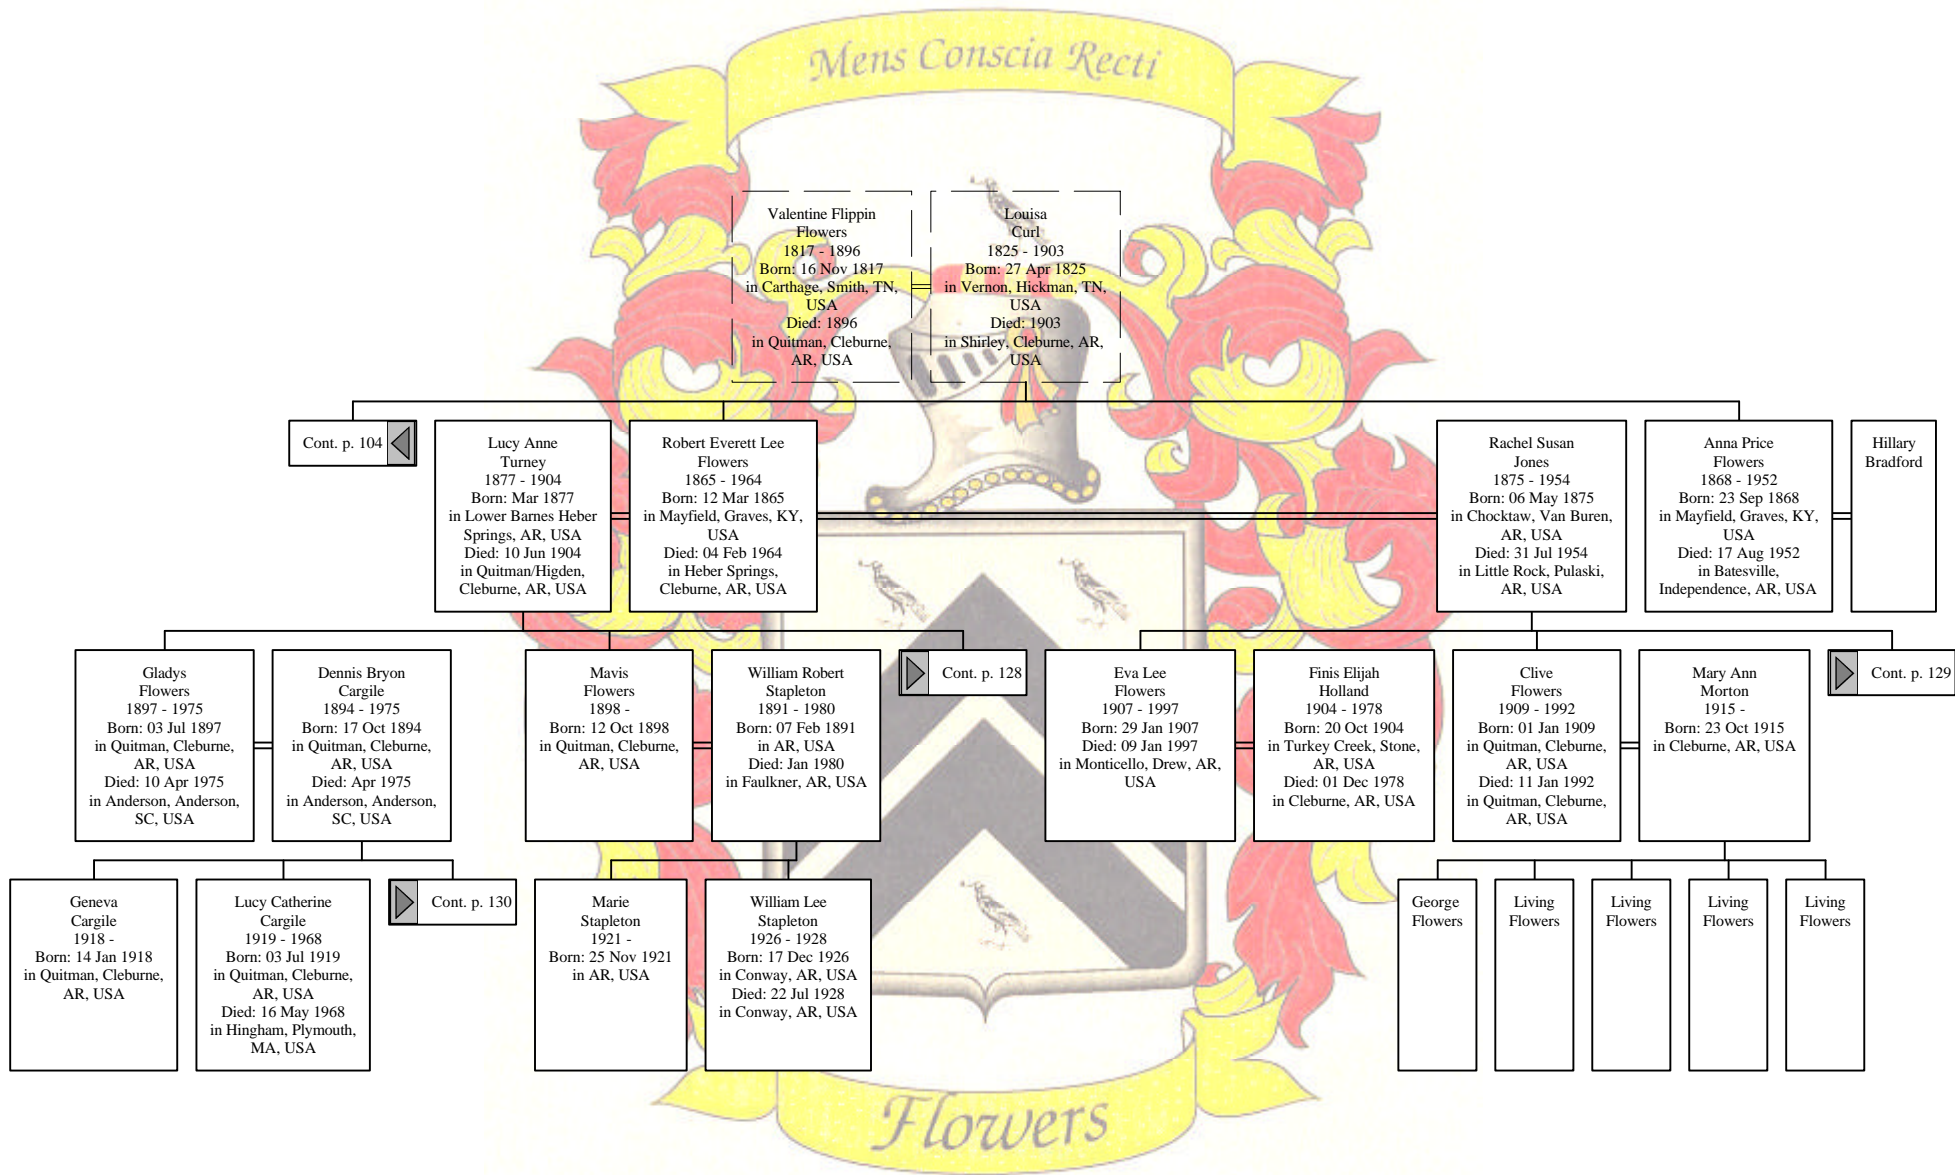 Mens Conscia Recti
Valentine Flippin
Flowers
1817 - 1896
Born: 16 Nov 1817
in Carthage, Smith, TN,
USA
Died: 1896
in Quitman, Cleburne,
AR, USA
Louisa
Curl
1825 - 1903
Born: 27 Apr 1825
in Vernon, Hickman, TN,
USA
Died: 1903
in Shirley, Cleburne, AR,
USA
Cont. p. 104
Lucy Anne
Turney
1877 - 1904
Born: Mar 1877
in Lower Barnes Heber
Springs, AR, USA
Died: 10 Jun 1904
in Quitman/Higden,
Cleburne, AR, USA
Robert Everett Lee
Flowers
1865 - 1964
Born: 12 Mar 1865
in Mayfield, Graves, KY,
USA
Died: 04 Feb 1964
in Heber Springs,
Cleburne, AR, USA
Rachel Susan
Jones
1875 - 1954
Born: 06 May 1875
in Chocktaw, Van Buren,
AR, USA
Died: 31 Jul 1954
in Little Rock, Pulaski,
AR, USA
Anna Price
Flowers
1868 - 1952
Born: 23 Sep 1868
in Mayfield, Graves, KY,
USA
Died: 17 Aug 1952
in Batesville,
Independence, AR, USA
Hillary
Bradford
Gladys
Flowers
1897 - 1975
Born: 03 Jul 1897
in Quitman, Cleburne,
AR, USA
Died: 10 Apr 1975
in Anderson, Anderson,
SC, USA
Dennis Bryon
Cargile
1894 - 1975
Born: 17 Oct 1894
in Quitman, Cleburne,
AR, USA
Died: Apr 1975
in Anderson, Anderson,
SC, USA
Mavis
Flowers
1898 -
Born: 12 Oct 1898
in Quitman, Cleburne,
AR, USA
William Robert
Stapleton
1891 - 1980
Born: 07 Feb 1891
in AR, USA
Died: Jan 1980
in Faulkner, AR, USA
Cont. p. 128
Eva Lee
Flowers
1907 - 1997
Born: 29 Jan 1907
Died: 09 Jan 1997
in Monticello, Drew, AR,
USA
Finis Elijah
Holland
1904 - 1978
Born: 20 Oct 1904
in Turkey Creek, Stone,
AR, USA
Died: 01 Dec 1978
in Cleburne, AR, USA
Clive
Flowers
1909 - 1992
Born: 01 Jan 1909
in Quitman, Cleburne,
AR, USA
Died: 11 Jan 1992
in Quitman, Cleburne,
AR, USA
Mary Ann
Morton
1915 -
Born: 23 Oct 1915
in Cleburne, AR, USA
Cont. p. 129
Geneva
Cargile
1918 -
Born: 14 Jan 1918
in Quitman, Cleburne,
AR, USA
Lucy Catherine
Cargile
1919 - 1968
Born: 03 Jul 1919
in Quitman, Cleburne,
AR, USA
Died: 16 May 1968
in Hingham, Plymouth,
MA, USA
Cont. p. 130
Marie
Stapleton
1921 -
Born: 25 Nov 1921
in AR, USA
William Lee
Stapleton
1926 - 1928
Born: 17 Dec 1926
in Conway, AR, USA
Died: 22 Jul 1928
in Conway, AR, USA
George
Flowers
Living
Flowers
Living
Flowers
Living
Flowers
Living
Flowers
Flowers